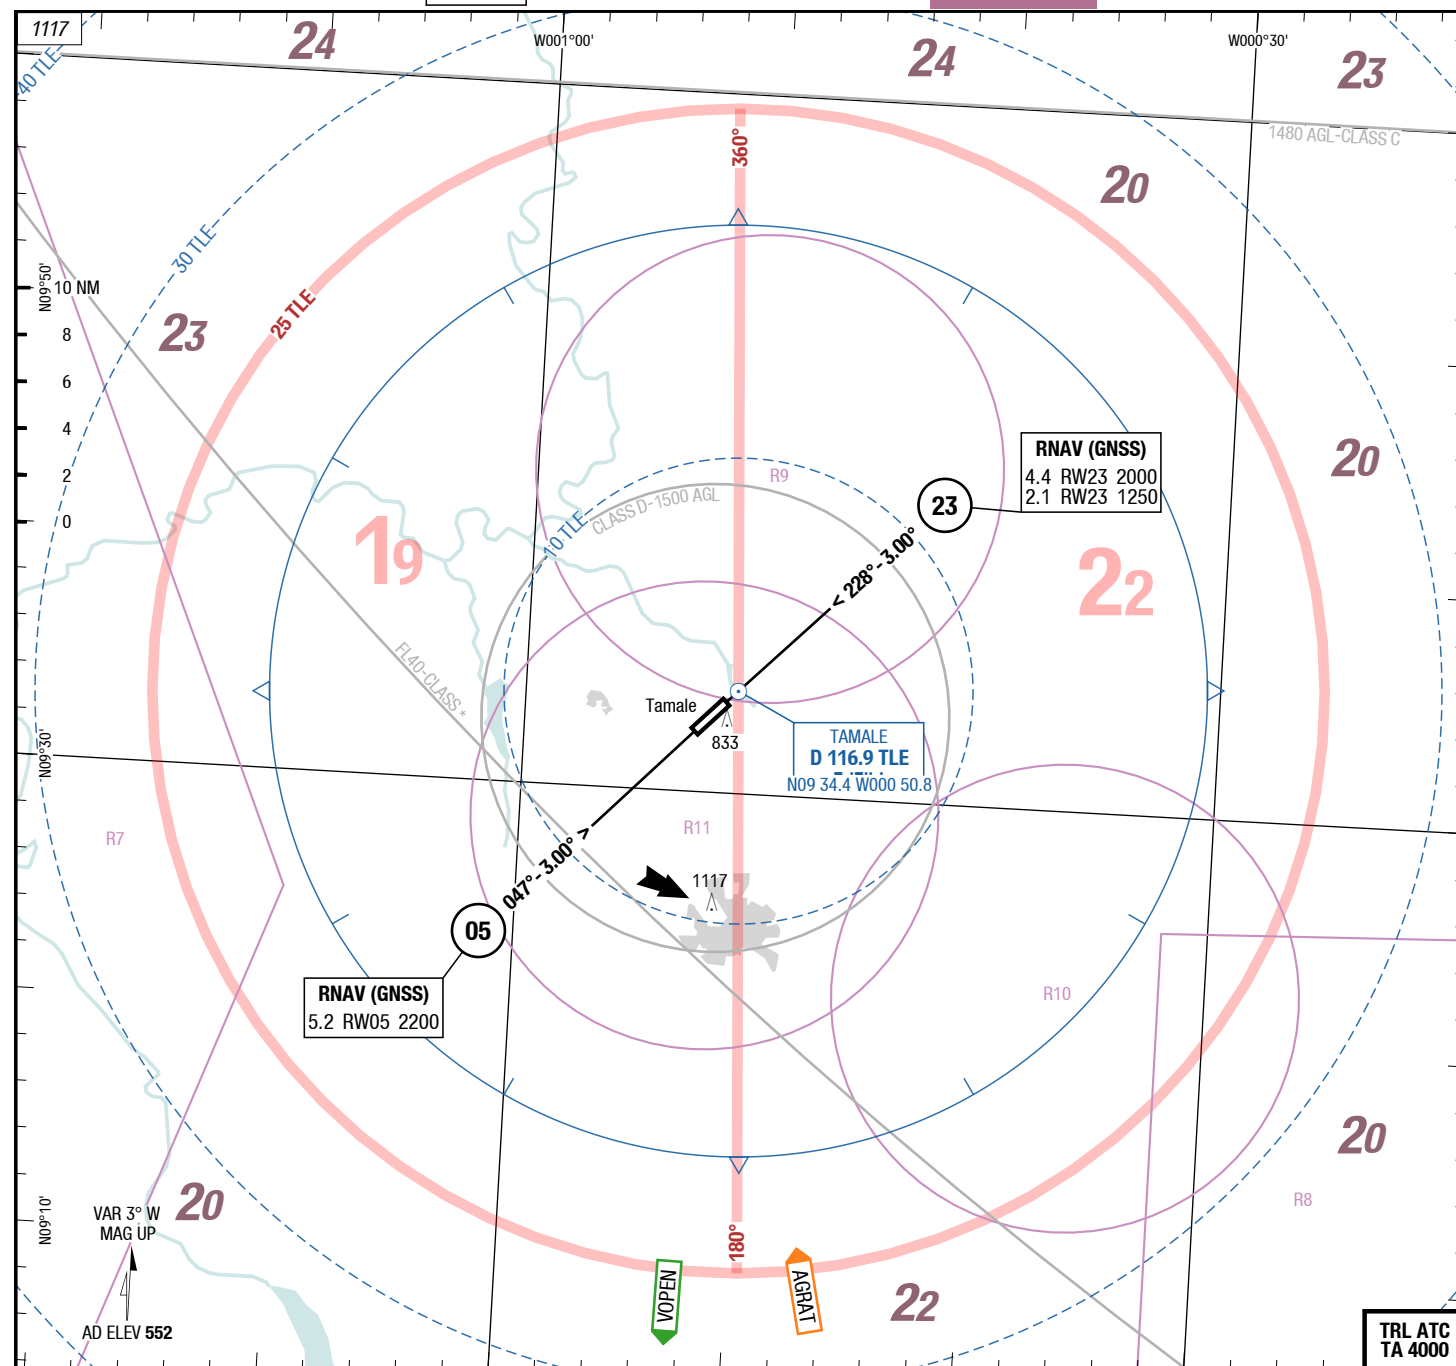 1117
24
W001°00'
24
W000°30'
23
40 TLE
1480 AGL-CLASS C
360°
20
30 TLE
N09°50'
10 NM
25 TLE
23
8
6
4
2
0
RNAV (GNSS)
4.4 RW23 2000
2.1 RW23 1250
20
R9
23
CLASS D-1500 AGL
10 TLE
< 228°- 3.00°
19
22
FL40-CLASS *
Tamale
833
TAMALE
D 116.9 TLE
N09 34.4 W000 50.8
N09°30'
R7
R11
047°- 3.00° >
1117
05
RNAV (GNSS)
5.2 RW05 2200
R10
20
R8
20
VAR 3° W
MAG UP
N09°10'
180°
VOPEN
AGRAT
22
AD ELEV 552
TRL ATC
TA 4000